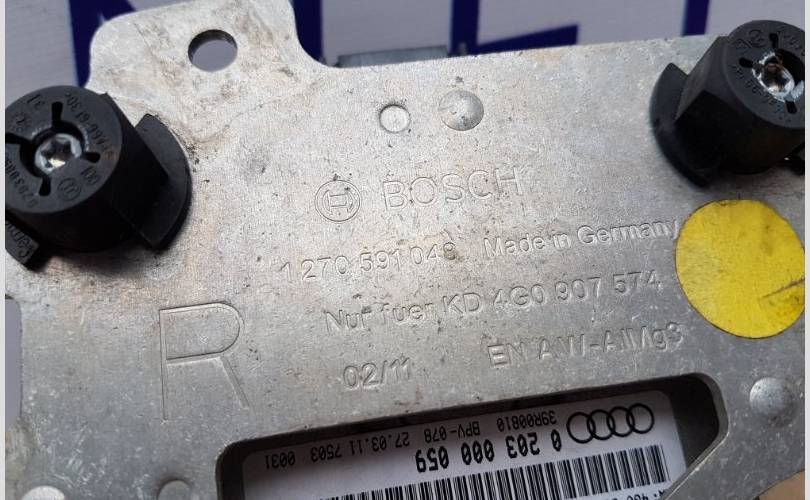 BOSCH
1 270 591 048 Made in Germany
Nur fuer KD 4G0 907 574
R
02/11 EN AW-AlMg3
0 203 000 059
39R00810 BPV-078 27.03.11 7503 0031